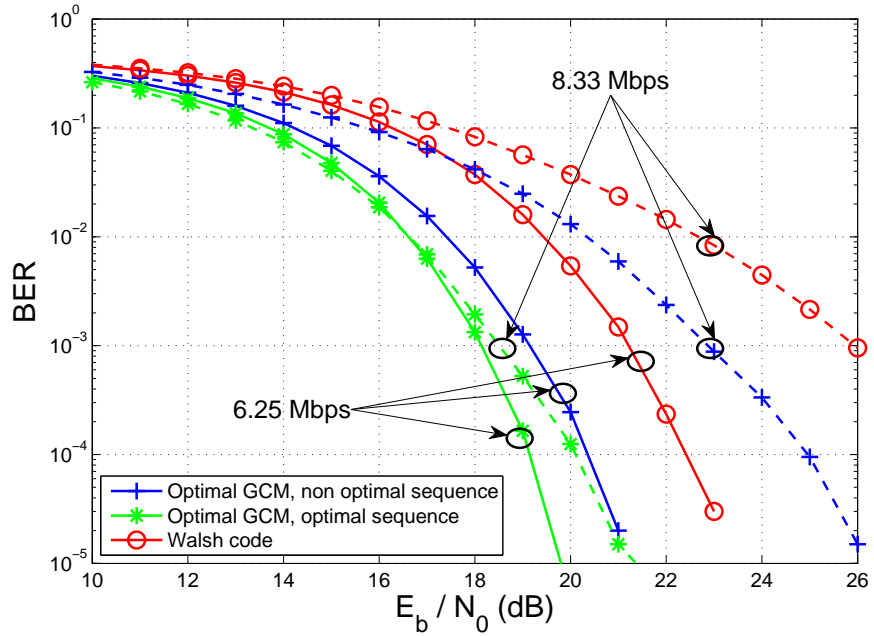 10^0
10^-1
10^-2
10^-3
10^-4
10^-5
BER
8.33 Mbps
6.25 Mbps
Optimal GCM, non optimal sequence
Optimal GCM, optimal sequence
Walsh code
10 12 14 16 18 20 22 24 26
E_b / N_0 (dB)